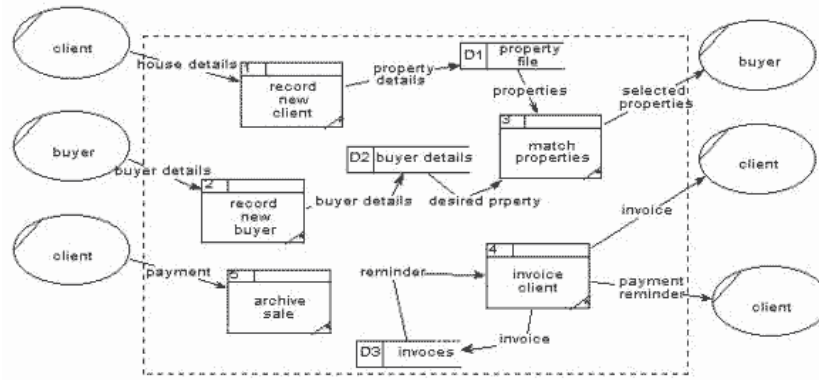 client
house details
1
record
new
client
property
details
D1
property
file
properties
buyer
selected
properties
3
match
properties
buyer
buyer details
2
record
new
buyer
buyer details
D2
buyer details
desired prperty
client
client
payment
5
archive
sale
reminder
4
invoice
client
invoice
payment
reminder
client
invoice
D3
invoces